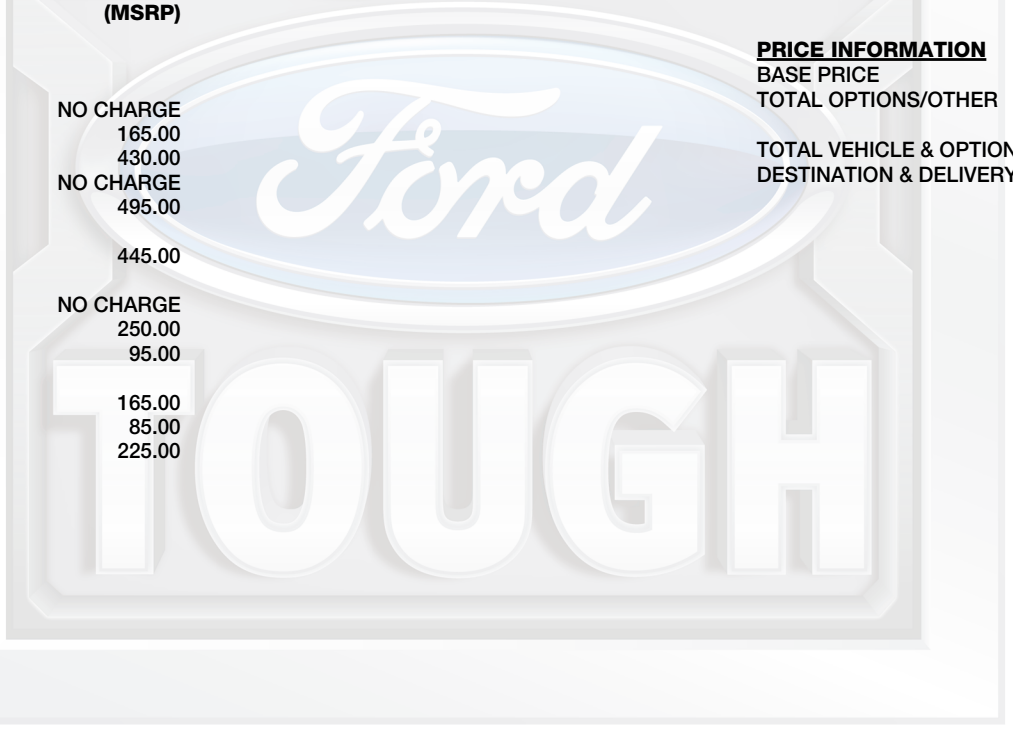 (MSRP)
NO CHARGE
165.00
430.00
NO CHARGE
495.00
445.00
NO CHARGE
250.00
95.00
165.00
85.00
225.00
PRICE INFORMATION
BASE PRICE
TOTAL OPTIONS/OTHER
TOTAL VEHICLE & OPTION
DESTINATION & DELIVERY
Ford
TOUGH